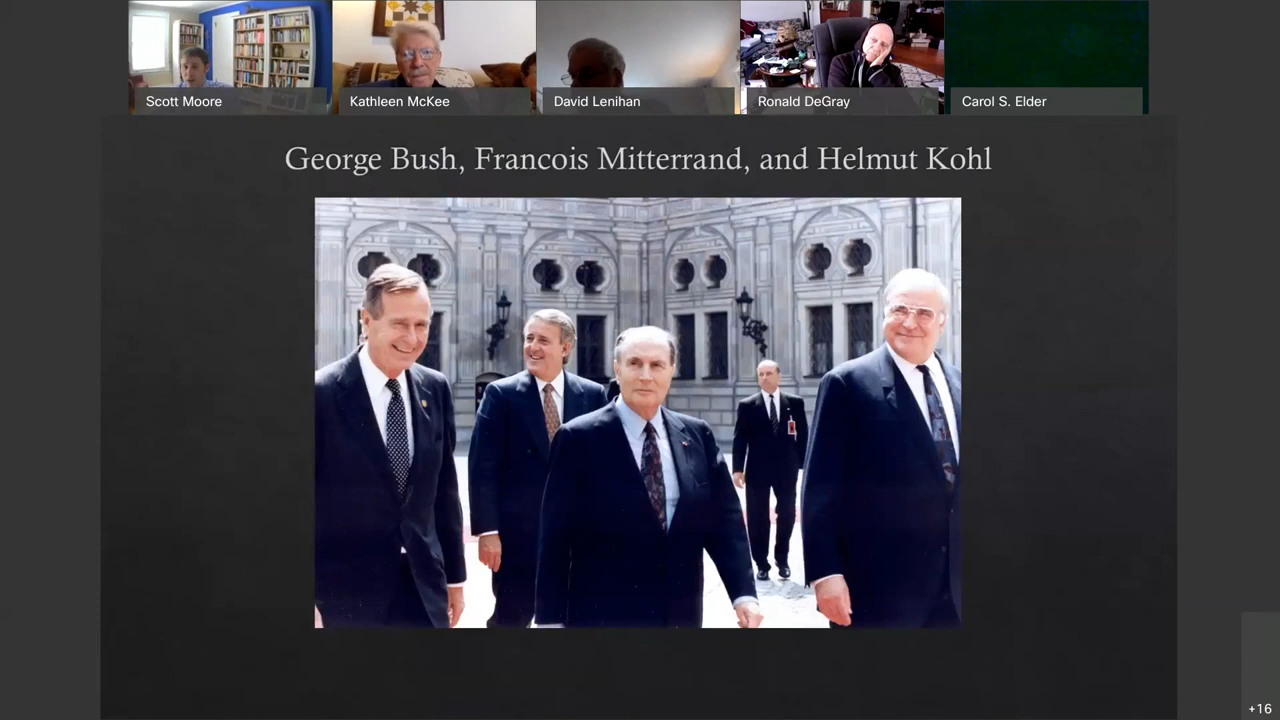 Scott Moore
Kathleen McKee
David Lenihan
Ronald DeGray
Carol S. Elder
George Bush, Francois Mitterrand, and Helmut Kohl
+16